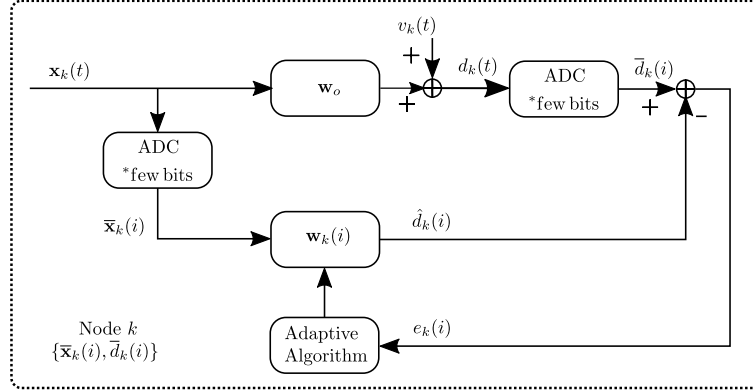 v_k(t)
x_k(t)
w_o
+
+
d_k(t)
ADC
*few bits
d̅_k(i)
+
−
ADC
*few bits
x̅_k(i)
w_k(i)
d̂_k(i)
Node k
{x̅_k(i), d̅_k(i)}
Adaptive
Algorithm
e_k(i)